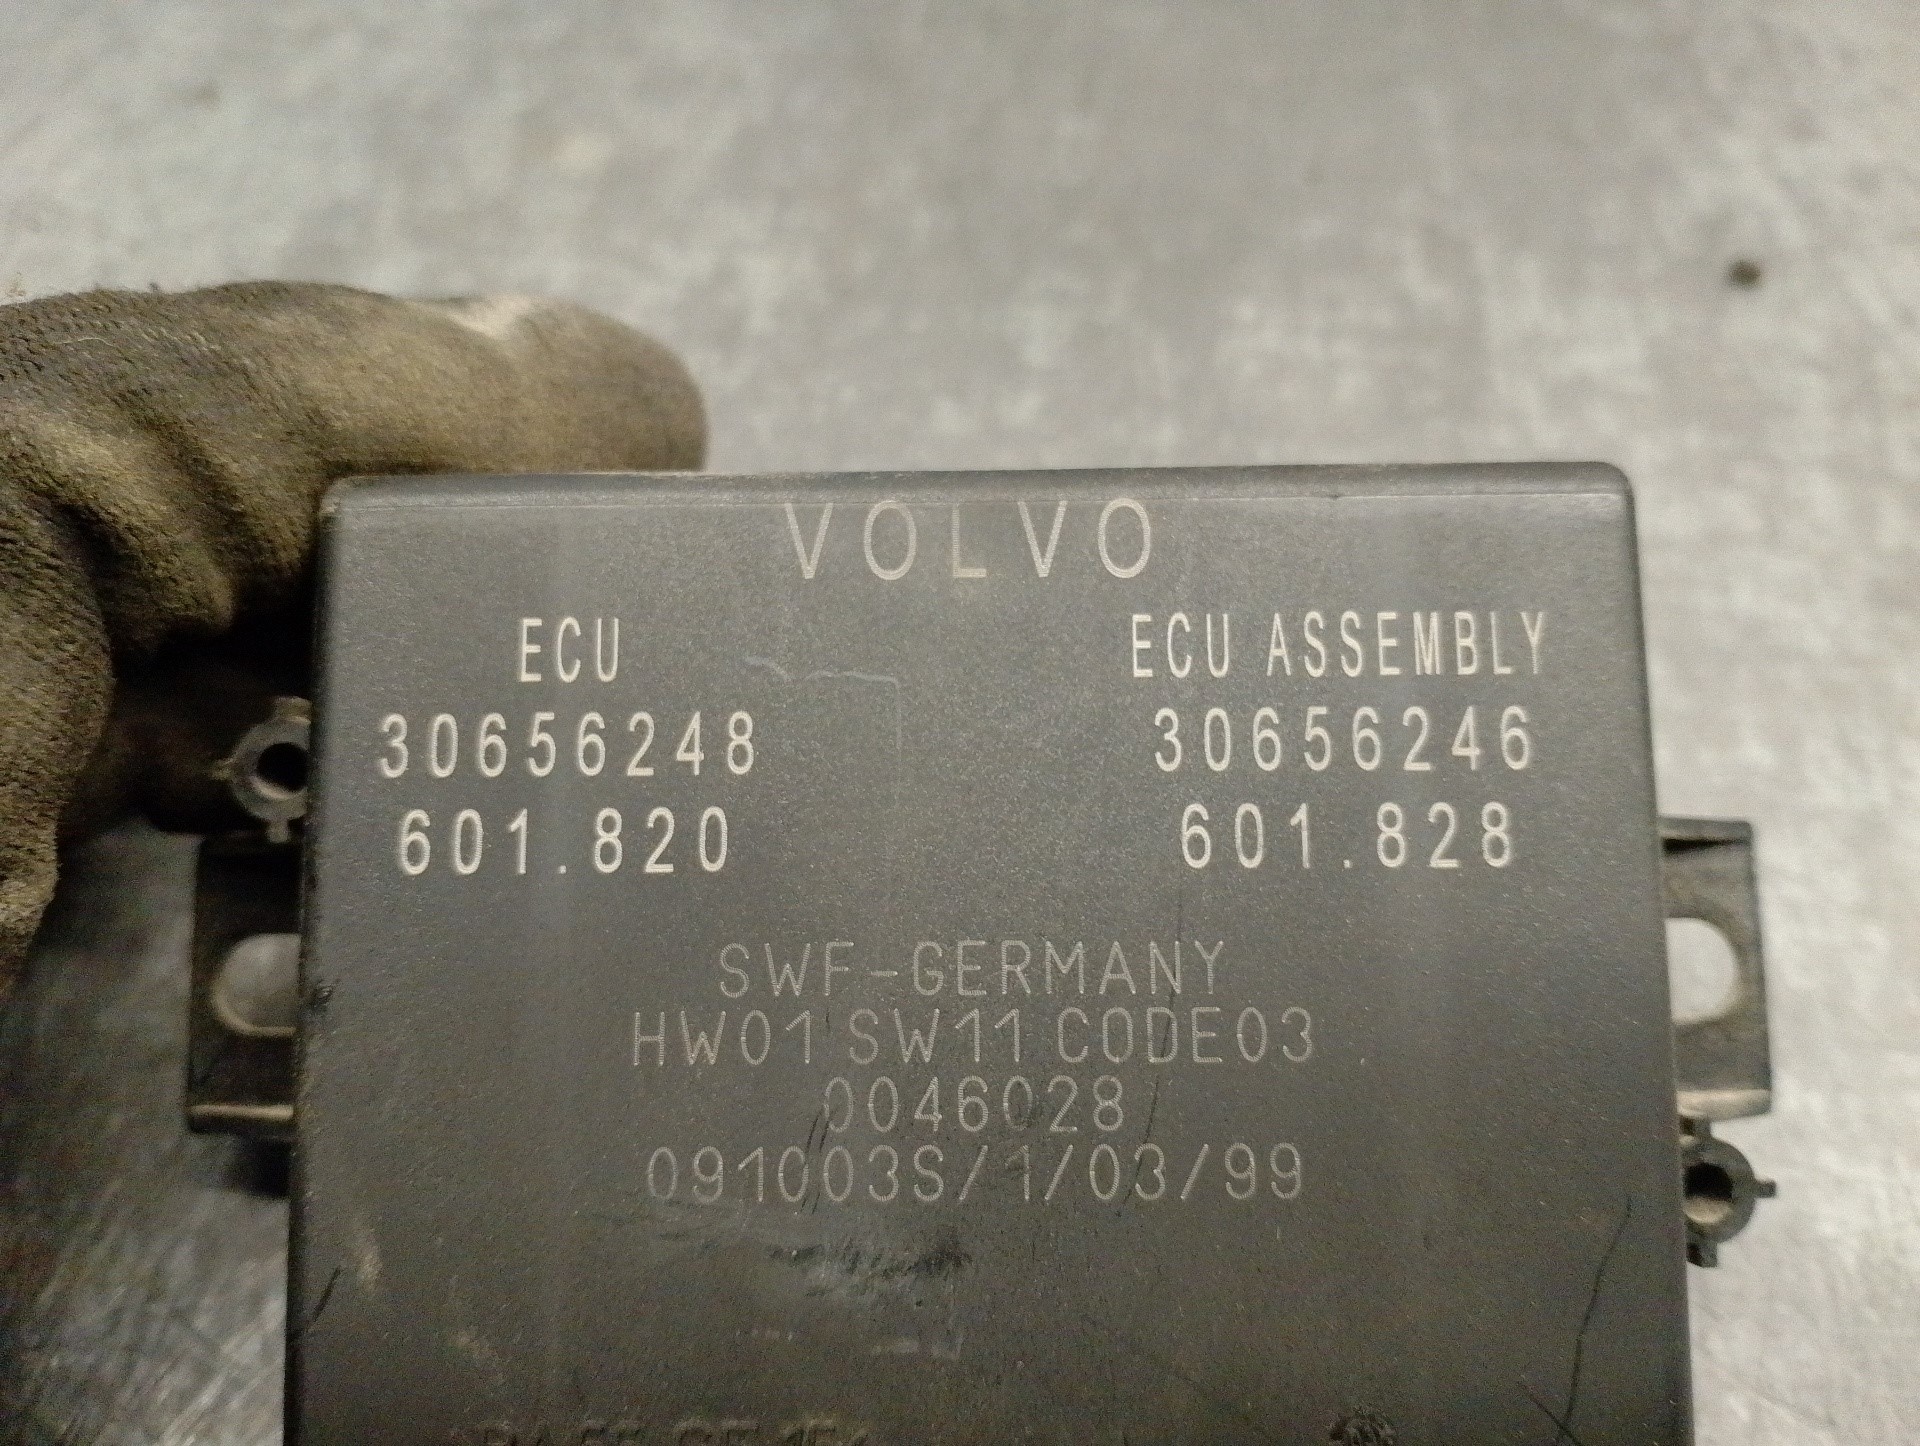 VOLVO
ECU ECU ASSEMBLY
30656248 30656246
601.820 601.828
SWF-GERMANY
HW01 SW11 CODE03
0046028
091003S/1/03/99